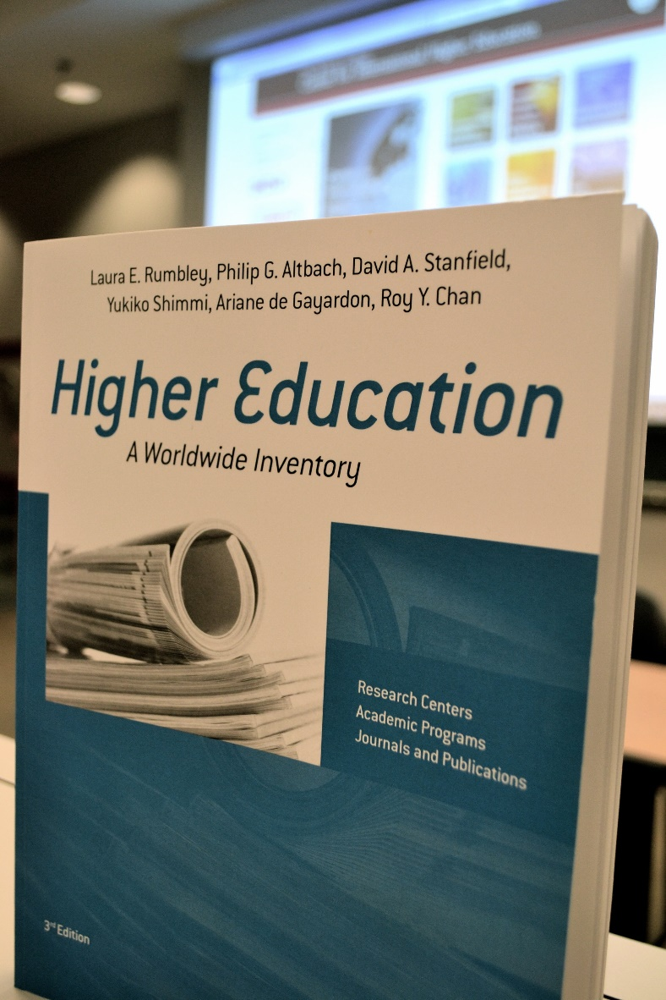 Laura E. Rumbley, Philip G. Altbach, David A. Stanfield,
Yukiko Shimmi, Ariane de Gayardon, Roy Y. Chan
Higher Education
A Worldwide Inventory
Research Centers
Academic Programs
Journals and Publications
3rd Edition